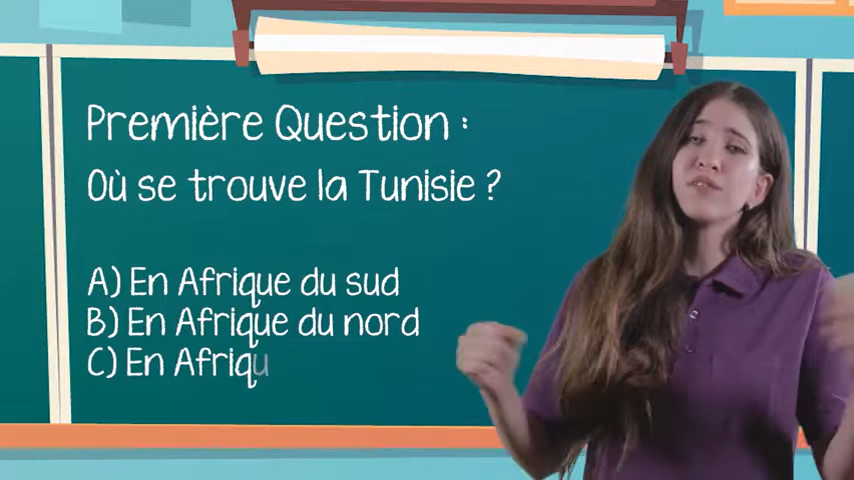 Première Question :
Où se trouve la Tunisie ?
A) En Afrique du sud
B) En Afrique du nord
C) En Afriqu